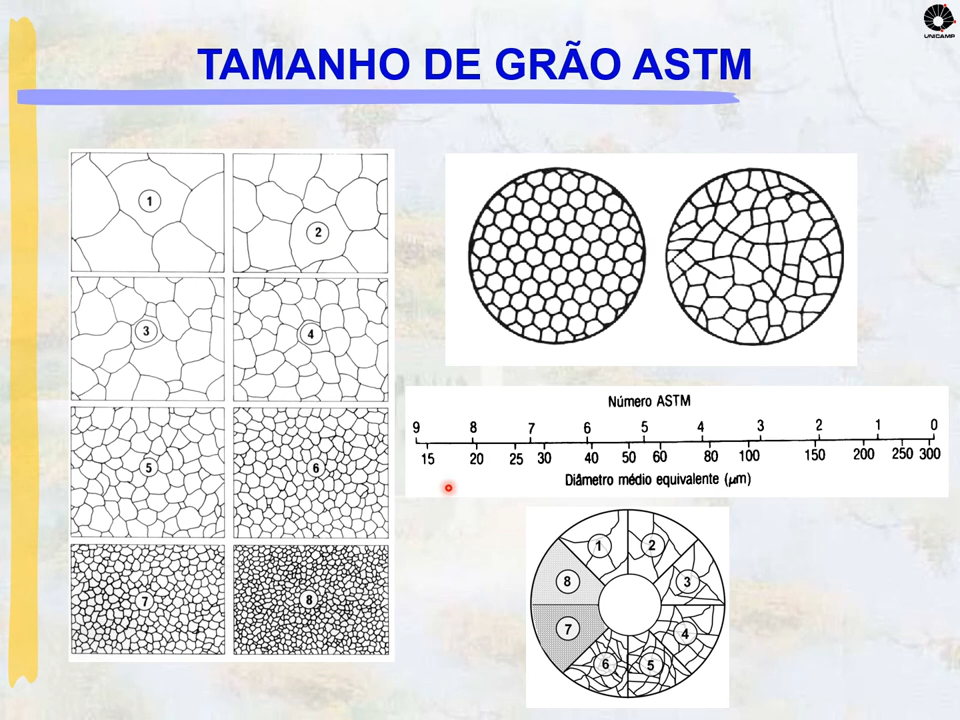 UNICAMP
TAMANHO DE GRÃO ASTM
1
2
3
4
5
6
7
8
Número ASTM
9 8 7 6 5 4 3 2 1 0
15 20 25 30 40 50 60 80 100 150 200 250 300
Diâmetro médio equivalente (μm)
1
2
8
3
7
4
6
5